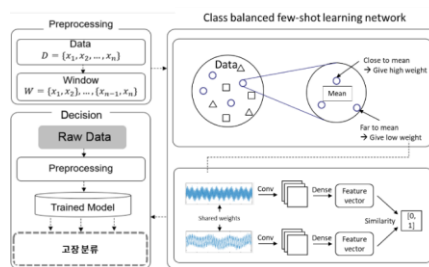 Preprocessing
Data
D = {x₁, x₂, ..., xₙ}
Window
W = {x₁, x₂}, ..., {xₙ₋₁, xₙ}
Decision
Raw Data
Preprocessing
Trained Model
고장 분류
Class balanced few-shot learning network
Data
Mean
Close to mean
→ Give high weight
Far to mean
→ Give low weight
Shared weights
Conv
Dense
Feature
vector
Similarity
[0,
1]
Conv
Dense
Feature
vector